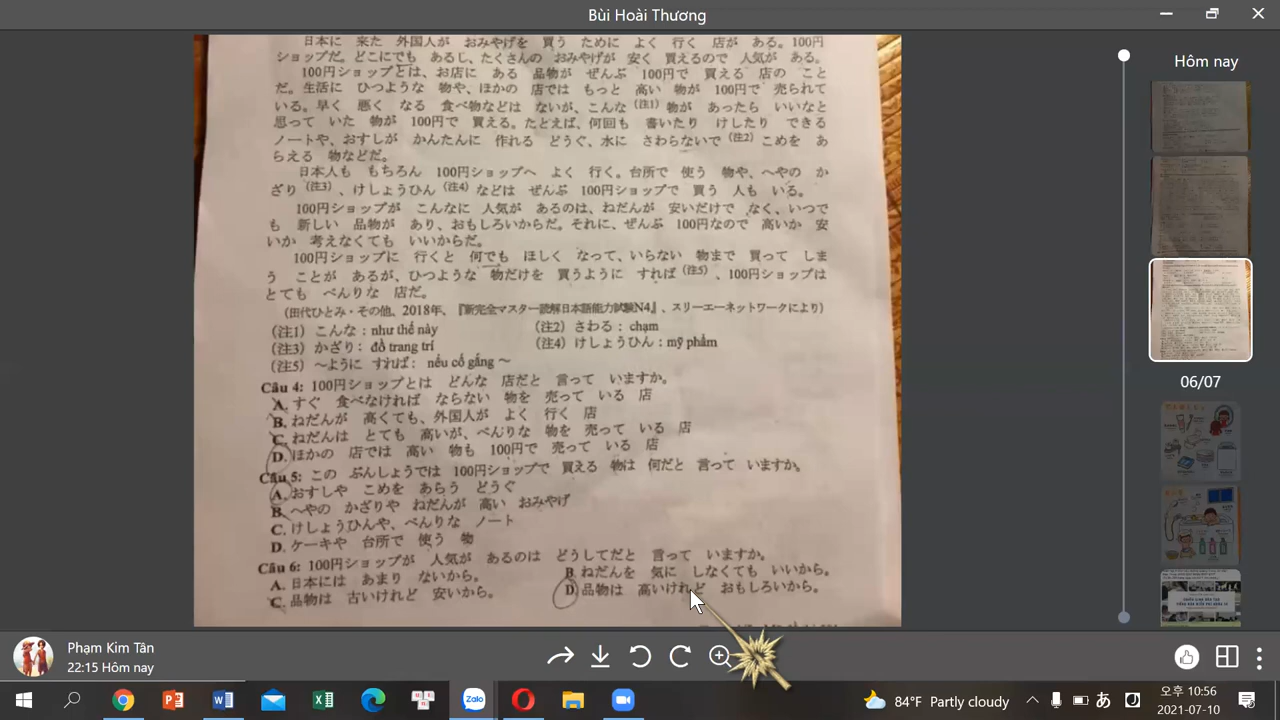 Bùi Hoài Thương
日本に 来た 外国人が おみやげを 買う ために よく 行く 店が ある。100円
ショップだ。どこにでも あるし、たくさんの おみやげが 安く 買えるので 人気が ある。
100円ショップとは、お店に ある 品物が ぜんぶ 100円で 買える 店の こと
だ。生活に ひつような 物や、ほかの 店では もっと 高い 物が 100円で 売られて
いる。早く 悪く なる 食べ物などは ないが、こんな(注1) 物が あったら いいなと
思って いた 物が 100円で 買える。たとえば、何回も 書いたり けしたり できる
ノートや、おすしが かんたんに 作れる どうぐ、水に さわらないで(注2) こめを あ
らえる 物などだ。
日本人も もちろん 100円ショップへ よく 行く。台所で 使う 物や、へやの か
ざり(注3)、けしょうひん(注4)などは ぜんぶ 100円ショップで 買う 人も いる。
100円ショップが こんなに 人気が あるのは、ねだんが 安いだけで なく、いつで
も 新しい 品物が あり、おもしろいからだ。それに、ぜんぶ 100円なので 高いか 安
いか 考えなくても いいからだ。
100円ショップに 行くと 何でも ほしく なって、いらない 物まで 買って しま
う ことが あるが、ひつような 物だけを 買うように すれば(注5)、100円ショップは
とても べんりな 店だ。
(田代ひとみ・その他、2018年、『新完全マスター読解日本語能力試験N4』、スリーエーネットワークにより)
(注1) こんな : như thế này
(注2) さわる : chạm
(注3) かざり : đồ trang trí
(注4) けしょうひん : mỹ phẩm
(注5) ～ように すれば : nếu cố gắng ～
Câu 4: 100円ショップとは どんな 店だと 言って いますか。
A. すぐ 食べなければ ならない 物を 売って いる 店
B. ねだんが 高くても、外国人が よく 行く 店
C. ねだんは とても 高いが、べんりな 物を 売って いる 店
D. ほかの 店では 高い 物も 100円で 売って いる 店
Câu 5: この ぶんしょうでは 100円ショップで 買える 物は 何だと 言って いますか。
A. おすしや こめを あらう どうぐ
B. へやの かざりや ねだんが 高い おみやげ
C. けしょうひんや、べんりな ノート
D. ケーキや 台所で 使う 物
Câu 6: 100円ショップが 人気が あるのは どうしてだと 言って いますか。
A. 日本には あまり ないから。
B. ねだんを 気に しなくても いいから。
C. 品物は 古いけれど 安いから。
D. 品物は 高いけれど おもしろいから。
Hôm nay
06/07
Phạm Kim Tân
22:15 Hôm nay
Zalo
84°F Partly cloudy
あ
오후 10:56
2021-07-10